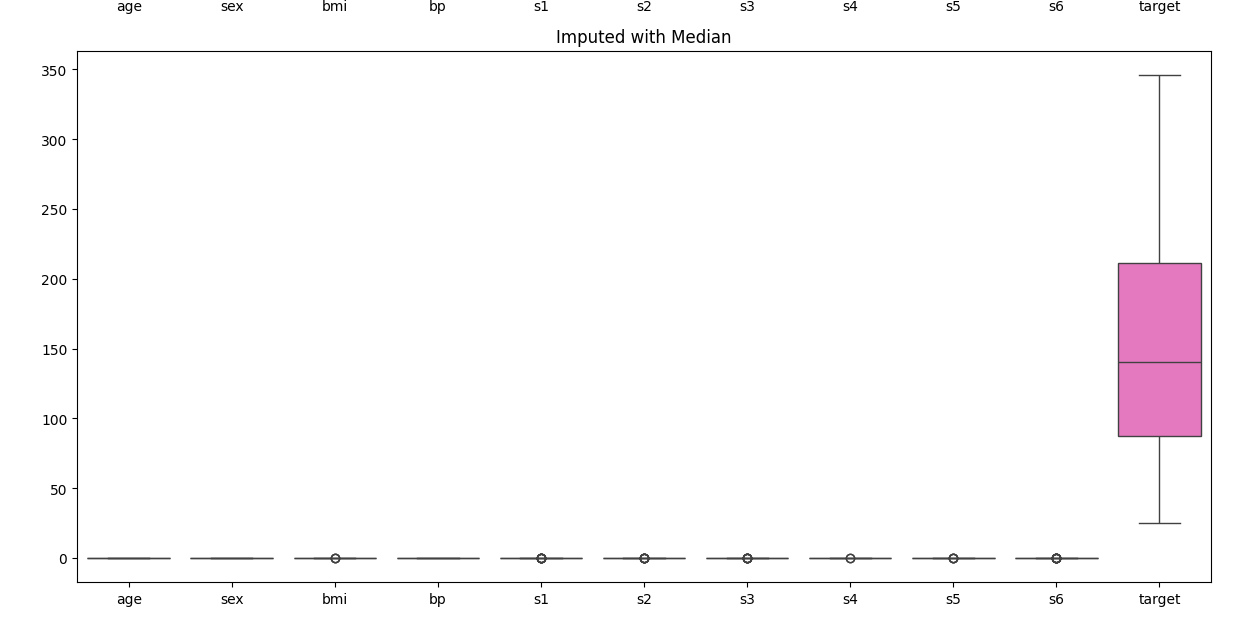 age sex bmi bp s1 s2 s3 s4 s5 s6 target
Imputed with Median
350
300
250
200
150
100
50
0
age sex bmi bp s1 s2 s3 s4 s5 s6 target